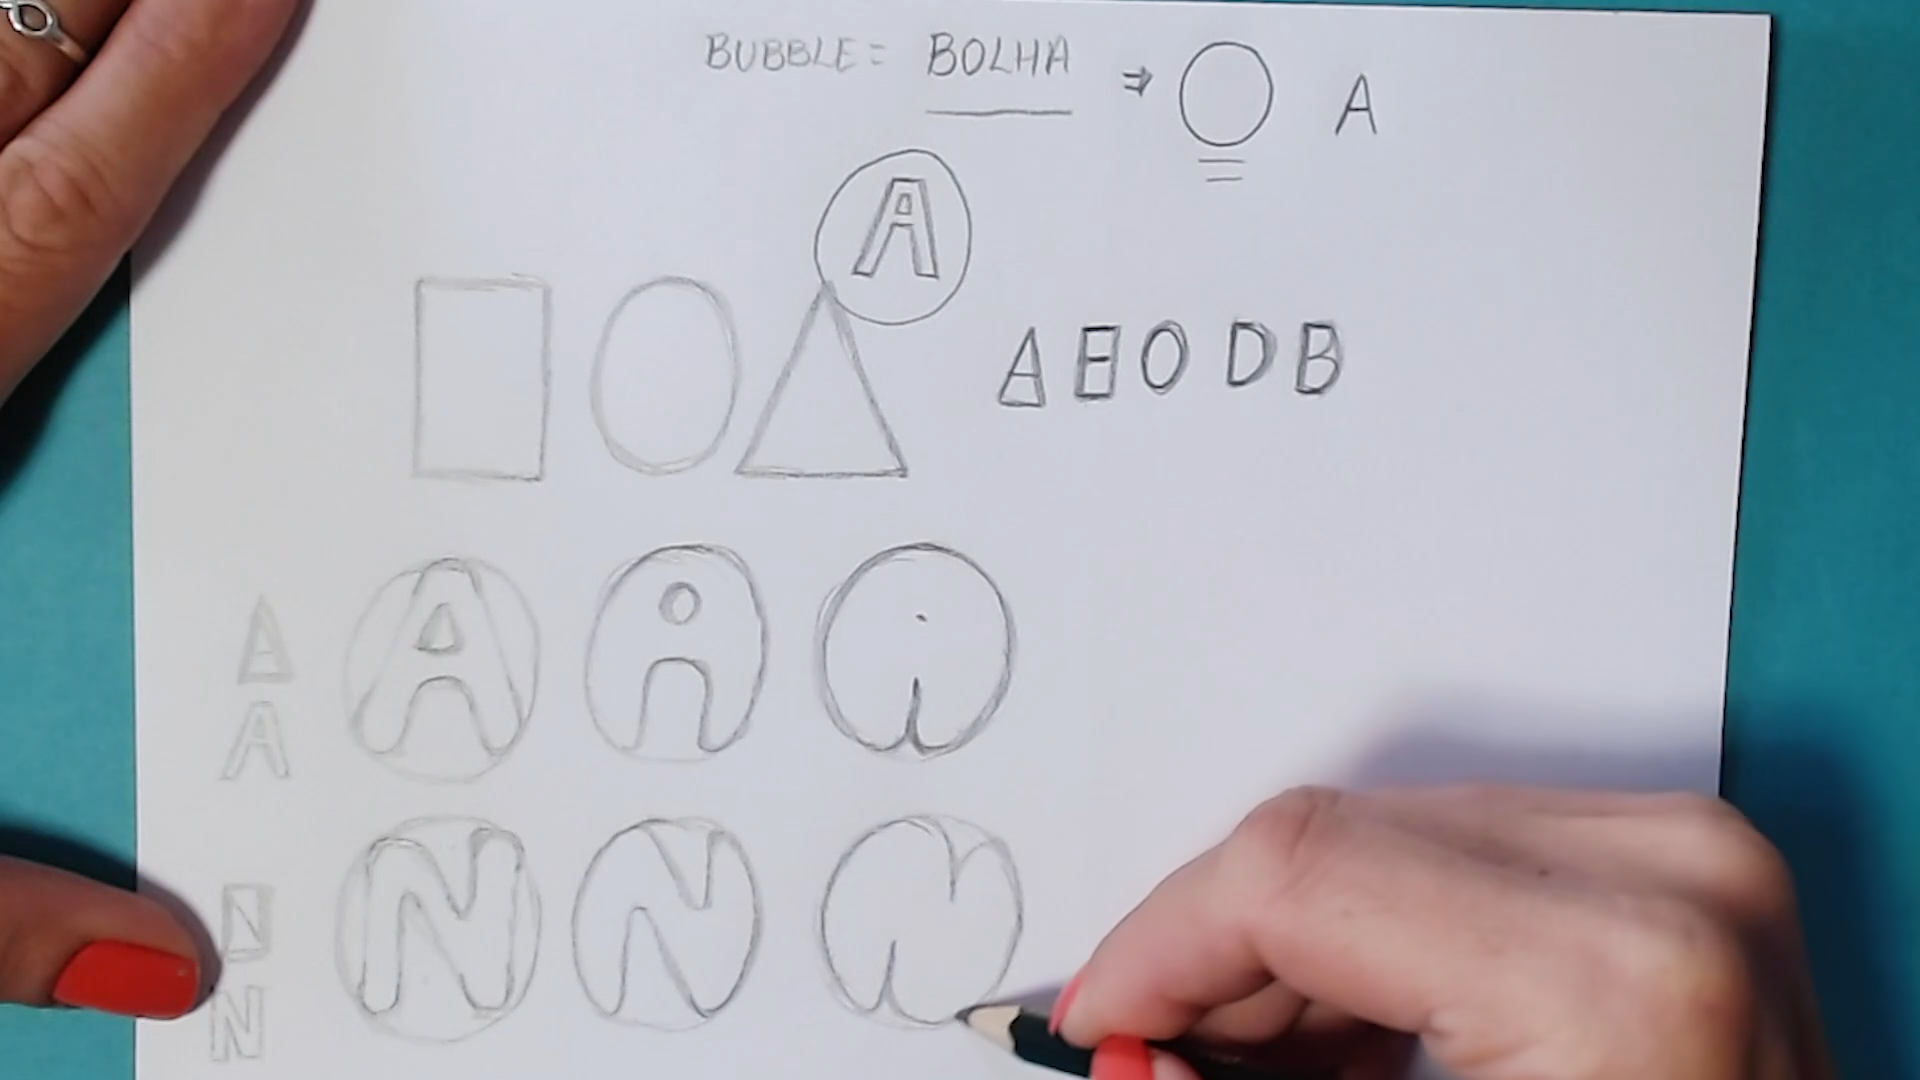 BUBBLE = BOLHA ⇒ O A
A
A E O D B
A A A A
A
N N N N
N